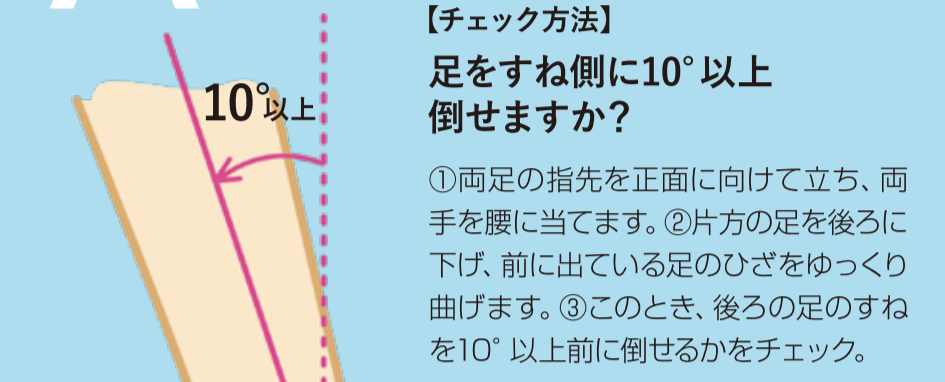 10°以上
【チェック方法】
足をすね側に10°以上
倒せますか？
①両足の指先を正面に向けて立ち、両
手を腰に当てます。②片方の足を後ろに
下げ、前に出ている足のひざをゆっくり
曲げます。③このとき、後ろの足のすね
を10°以上前に倒せるかをチェック。